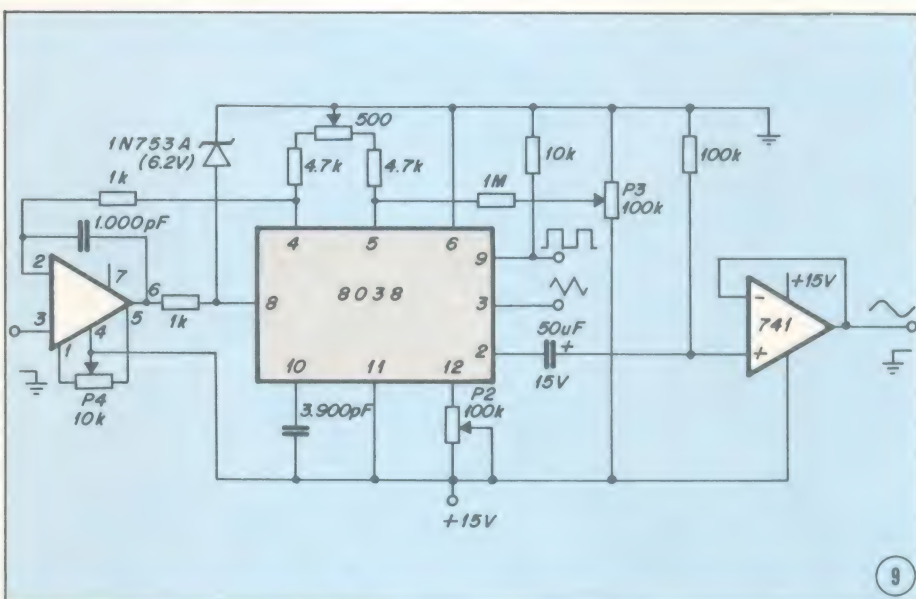 500
1N753A
(6.2V)
4.7k
4.7k
10k
100k
1k
1M
P3
100k
1.000pF
4
5
6
9
2
7
6
3
4
5
1
1k
8
8038
3
50uF
+
15V
2
+15V
-
741
+
P4
10k
10
11
12
P2
100k
3.900pF
+15V
9